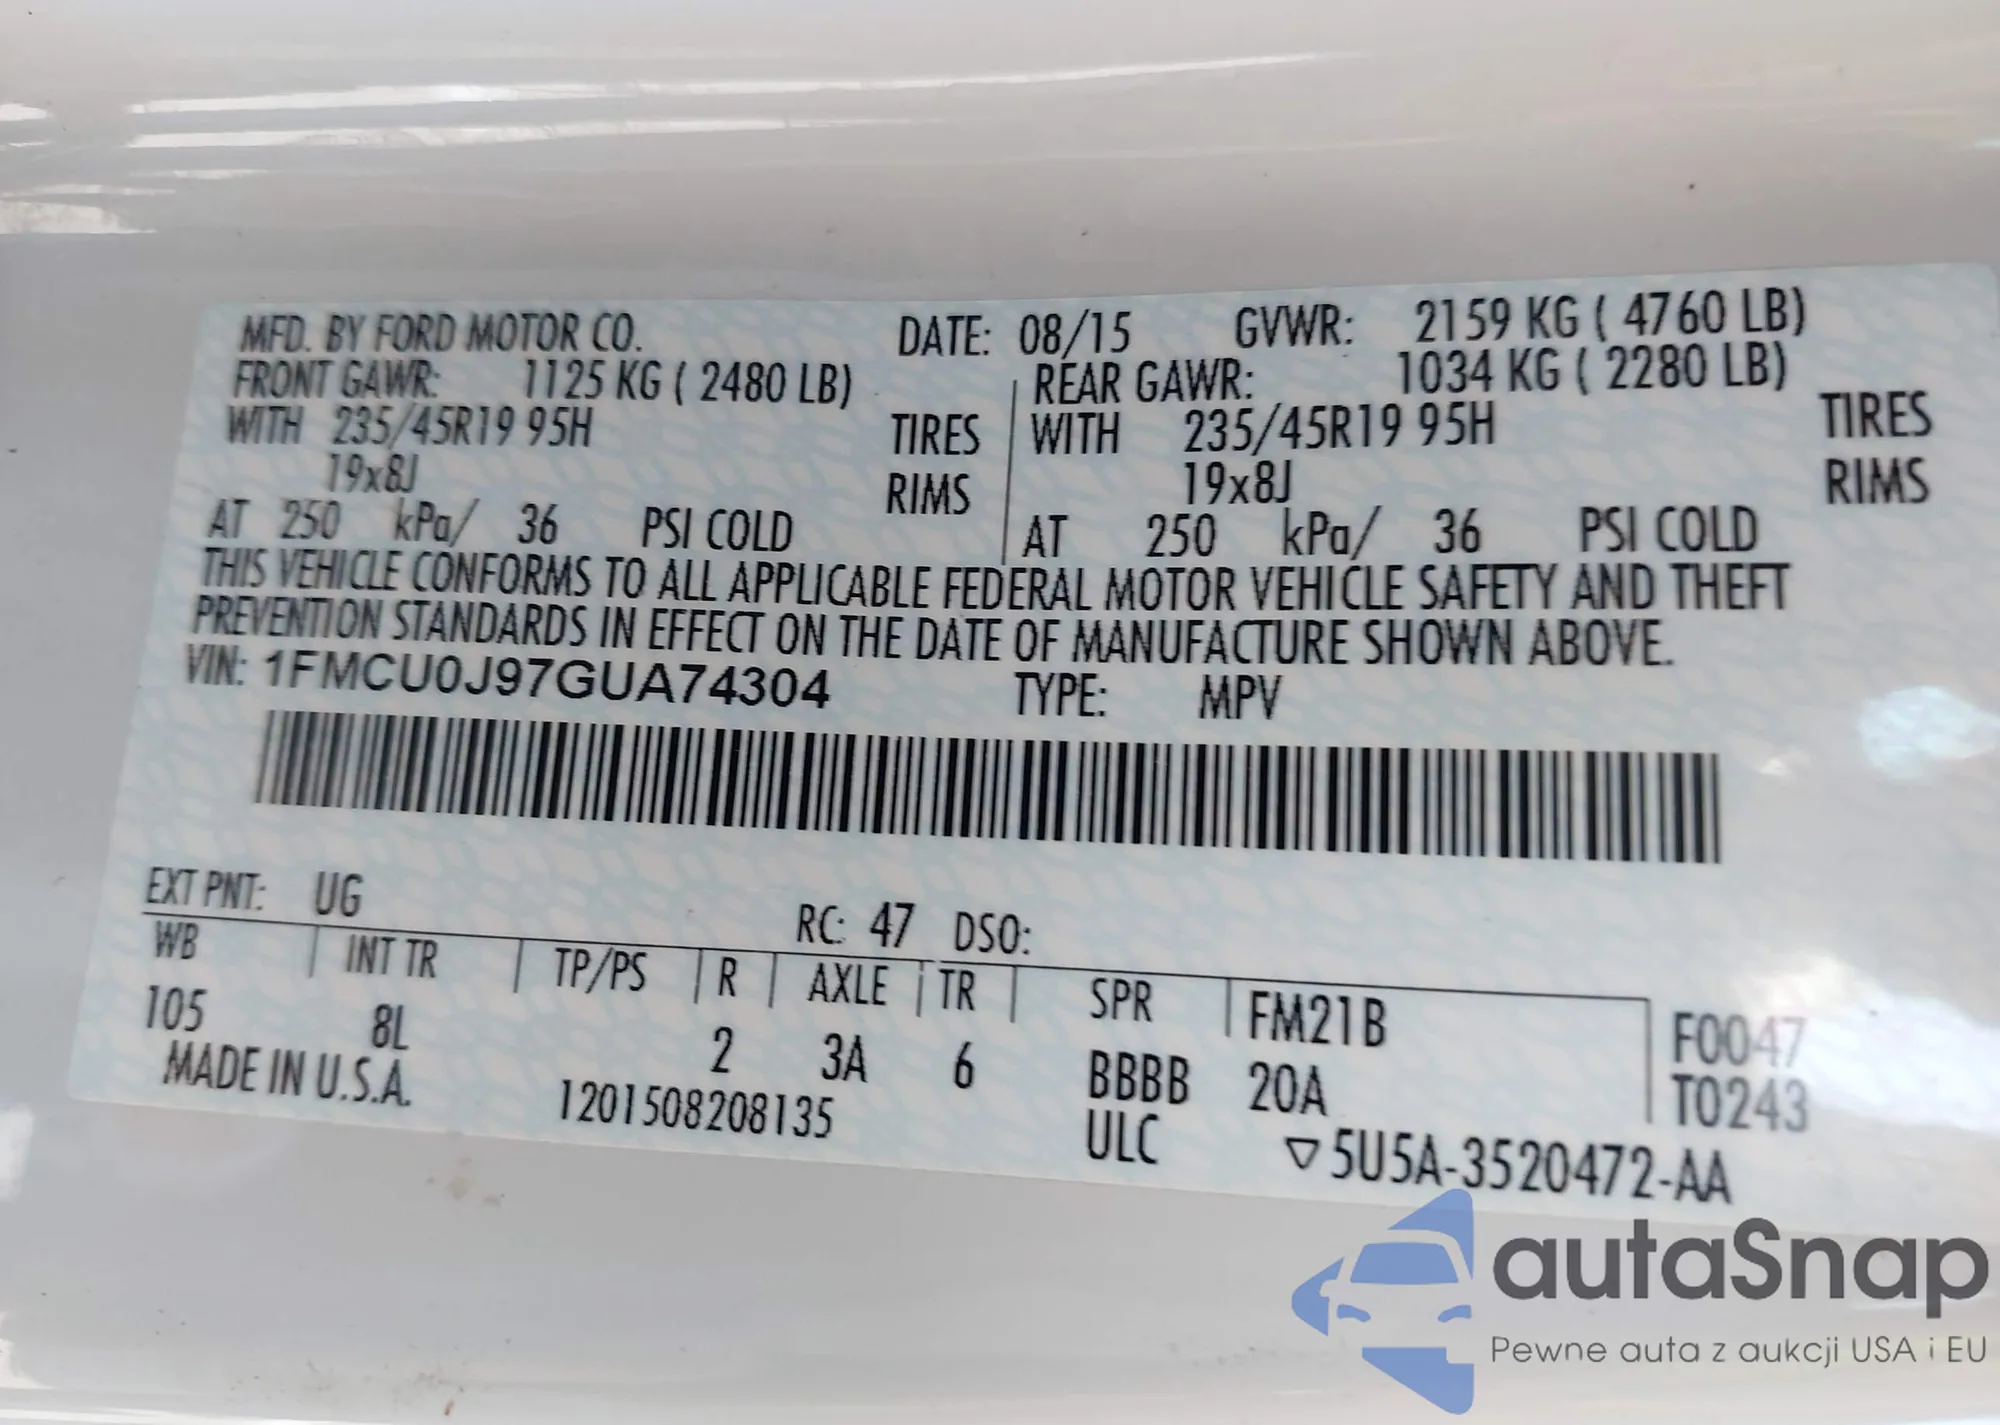 MFD. BY FORD MOTOR CO. DATE: 08/15 GVWR: 2159 KG ( 4760 LB)
FRONT GAWR: 1125 KG ( 2480 LB) REAR GAWR: 1034 KG ( 2280 LB)
WITH 235/45R19 95H TIRES WITH 235/45R19 95H TIRES
19x8J RIMS 19x8J RIMS
AT 250 kPa/ 36 PSI COLD AT 250 kPa/ 36 PSI COLD
THIS VEHICLE CONFORMS TO ALL APPLICABLE FEDERAL MOTOR VEHICLE SAFETY AND THEFT
PREVENTION STANDARDS IN EFFECT ON THE DATE OF MANUFACTURE SHOWN ABOVE.
VIN: 1FMCU0J97GUA74304 TYPE: MPV
EXT PNT: UG RC: 47 DSO:
WB INT TR TP/PS R AXLE TR SPR FM21B F0047
105 8L 2 3A 6 BBBB 20A T0243
MADE IN U.S.A. 1201508208135 ULC ▽5U5A-3520472-AA
autaSnap
Pewne auta z aukcji USA i EU